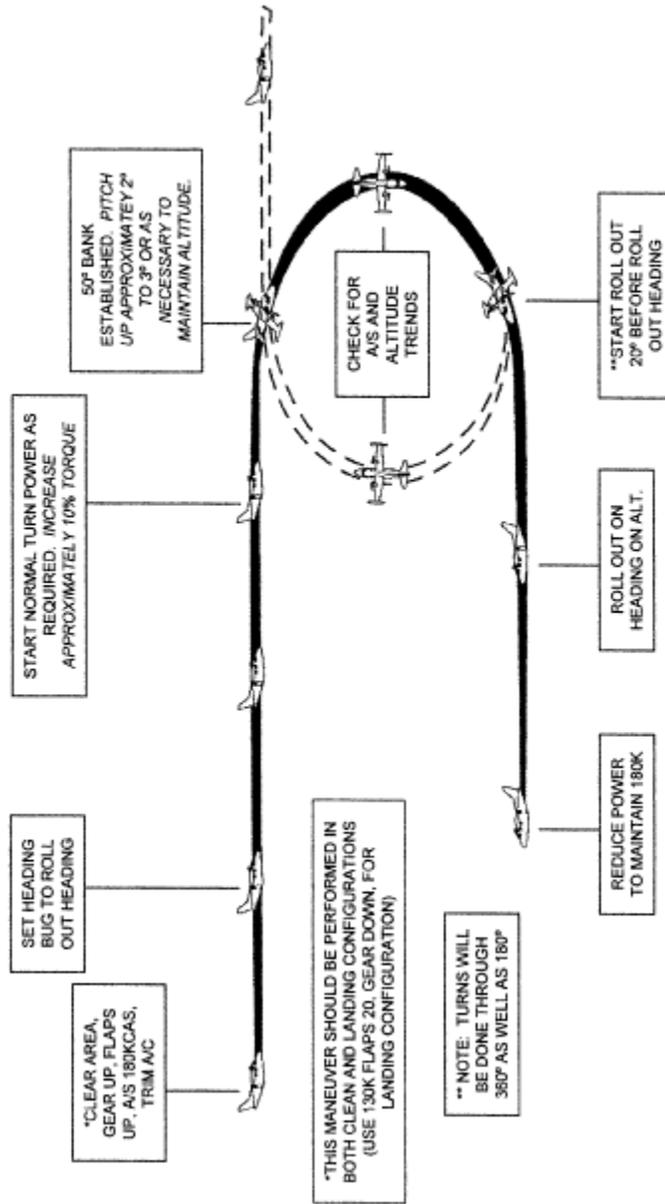 *CLEAR AREA,
GEAR UP, FLAPS
UP, A/S 180KCAS,
TRIM A/C
SET HEADING
BUG TO ROLL
OUT HEADING
START NORMAL TURN POWER AS
REQUIRED. INCREASE
APPROXIMATELY 10% TORQUE
50° BANK
ESTABLISHED. PITCH
UP APPROXIMATEY 2°
TO 3° OR AS
NECESSARY TO
MAINTAIN ALTITUDE.
CHECK FOR
A/S AND
ALTITUDE
TRENDS
**START ROLL OUT
20° BEFORE ROLL
OUT HEADING
ROLL OUT ON
HEADING ON ALT.
REDUCE POWER
TO MAINTAIN 180K
*THIS MANEUVER SHOULD BE PERFORMED IN
BOTH CLEAN AND LANDING CONFIGURATIONS
(USE 130K FLAPS 20, GEAR DOWN, FOR
LANDING CONFIGURATION)
** NOTE: TURNS WILL
BE DONE THROUGH
360° AS WELL AS 180°